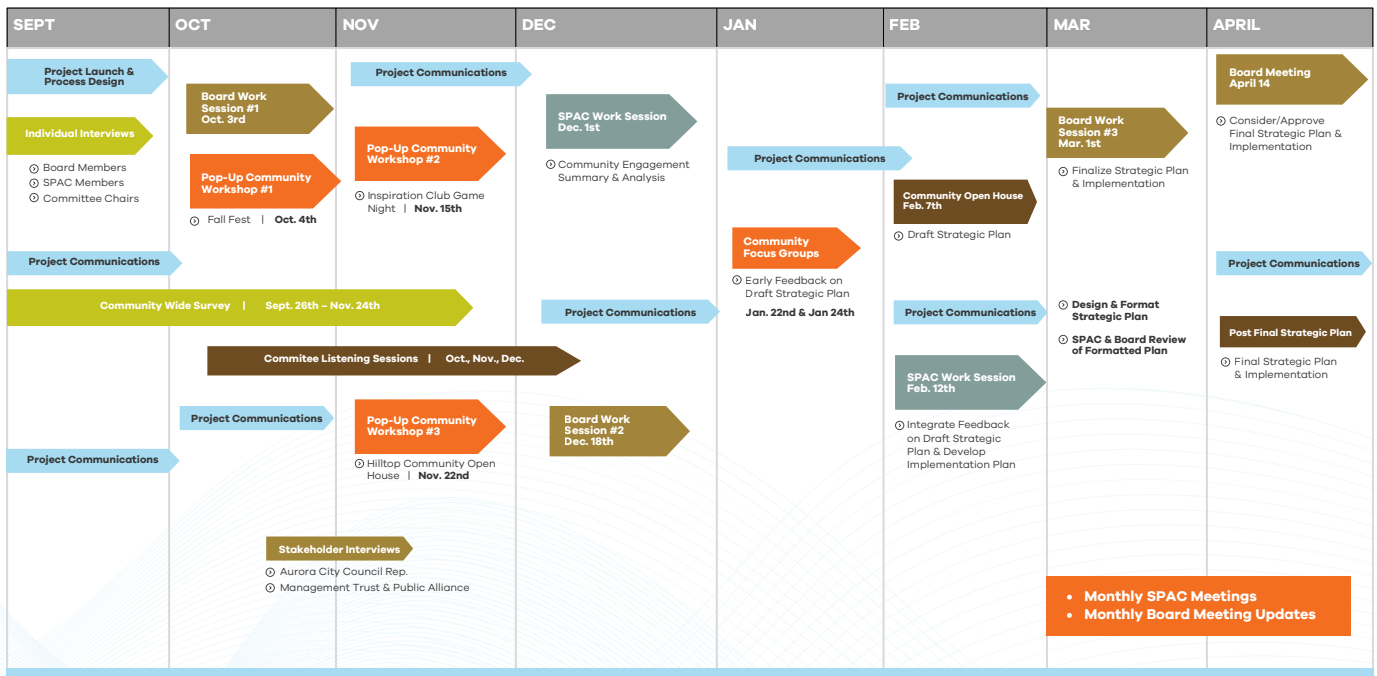 SEPT
OCT
NOV
DEC
JAN
FEB
MAR
APRIL
Project Launch &
Process Design
Individual Interviews
Board Members
SPAC Members
Committee Chairs
Project Communications
Community Wide Survey | Sept. 26th – Nov. 24th
Project Communications
Board Work
Session #1
Oct. 3rd
Pop-Up Community
Workshop #1
Fall Fest | Oct. 4th
Commitee Listening Sessions | Oct., Nov., Dec.
Project Communications
Stakeholder Interviews
Aurora City Council Rep.
Management Trust & Public Alliance
Project Communications
Pop-Up Community
Workshop #2
Inspiration Club Game
Night | Nov. 15th
Pop-Up Community
Workshop #3
Hilltop Community Open
House | Nov. 22nd
SPAC Work Session
Dec. 1st
Community Engagement
Summary & Analysis
Project Communications
Board Work
Session #2
Dec. 18th
Project Communications
Community
Focus Groups
Early Feedback on
Draft Strategic Plan
Jan. 22nd & Jan 24th
Project Communications
Community Open House
Feb. 7th
Draft Strategic Plan
Project Communications
SPAC Work Session
Feb. 12th
Integrate Feedback
on Draft Strategic
Plan & Develop
Implementation Plan
Board Work
Session #3
Mar. 1st
Finalize Strategic Plan
& Implementation
Design & Format
Strategic Plan
SPAC & Board Review
of Formatted Plan
Board Meeting
April 14
Consider/Approve
Final Strategic Plan &
Implementation
Project Communications
Post Final Strategic Plan
Final Strategic Plan
& Implementation
• Monthly SPAC Meetings
• Monthly Board Meeting Updates